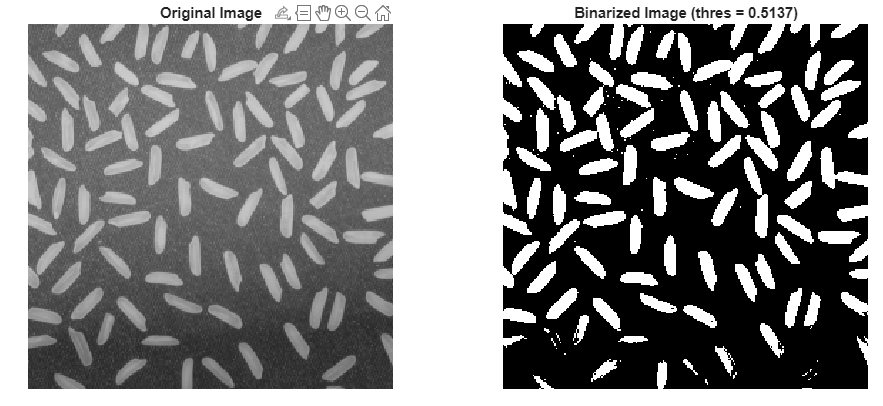 Original Image
Binarized Image (thres = 0.5137)